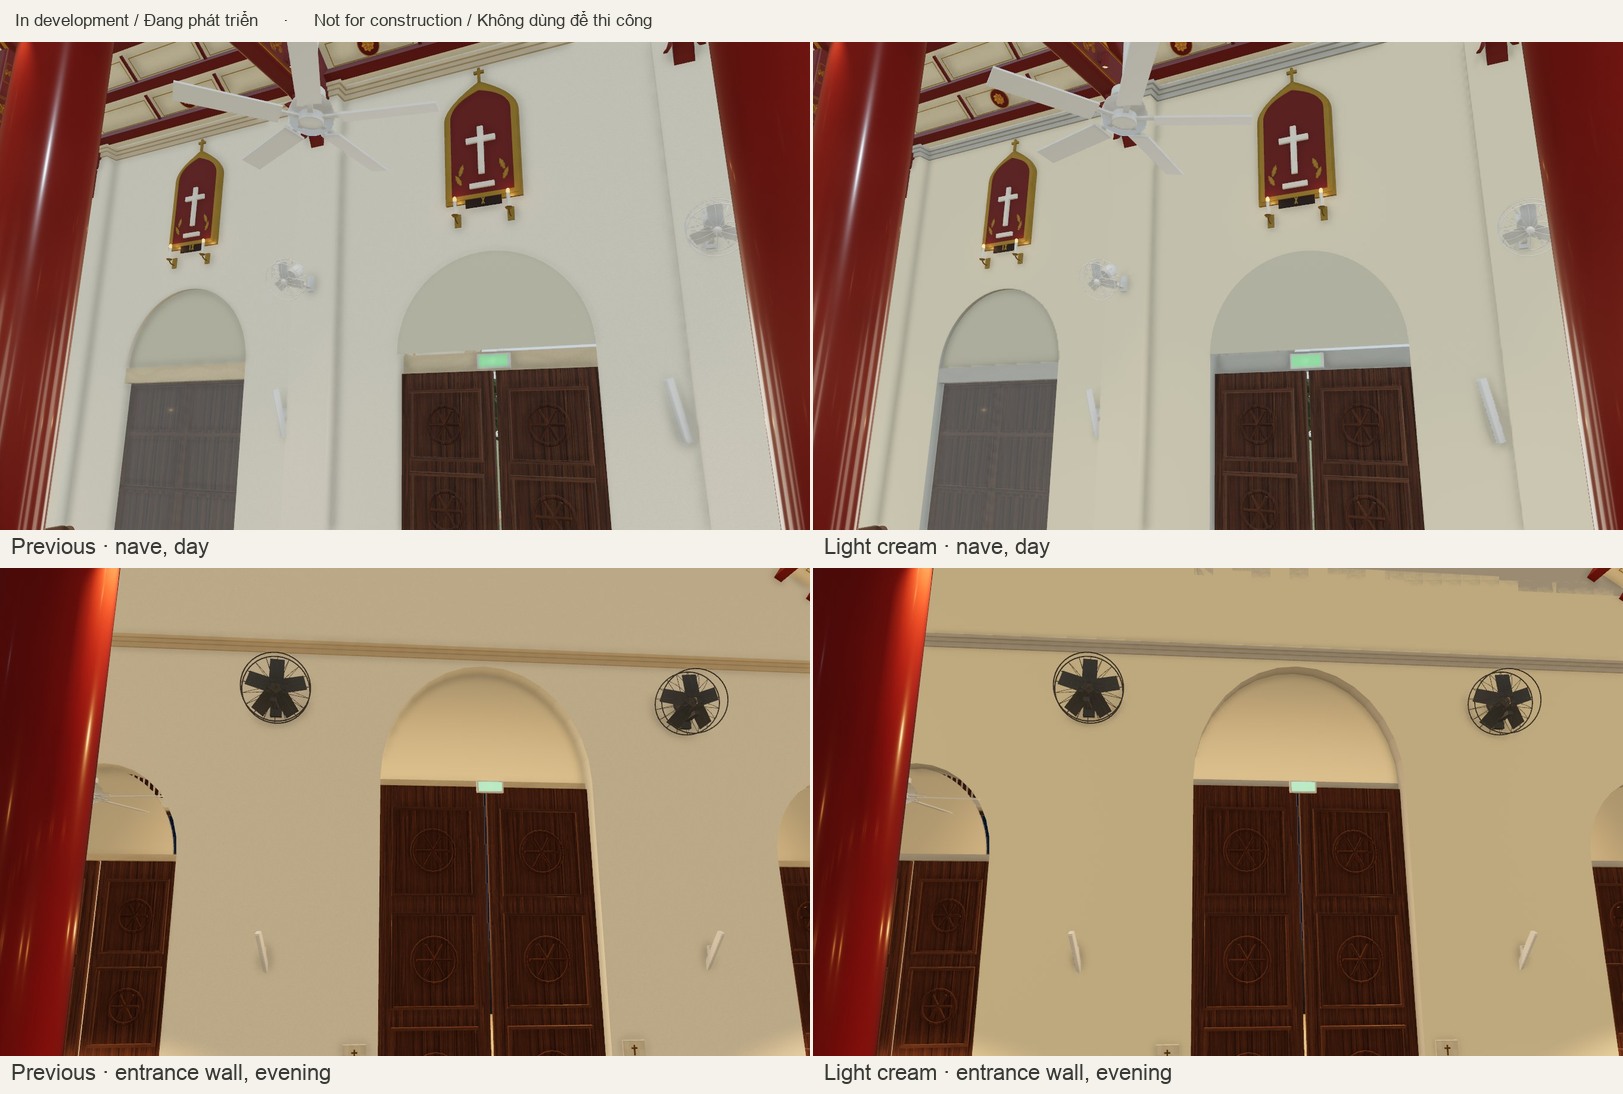 In development / Đang phát triển · Not for construction / Không dùng để thi công
Previous · nave, day
Light cream · nave, day
Previous · entrance wall, evening
Light cream · entrance wall, evening